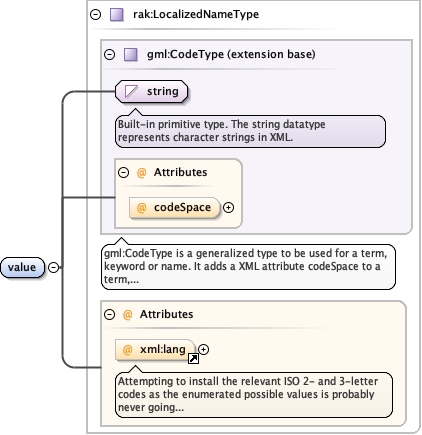 rak:LocalizedNameType
gml:CodeType (extension base)
string
Built-in primitive type. The string datatype
represents character strings in XML.
@ Attributes
@ codeSpace
value
gml:CodeType is a generalized type to be used for a term,
keyword or name. It adds a XML attribute codeSpace to a
term,...
@ Attributes
@ xml:lang
Attempting to install the relevant ISO 2- and 3-letter
codes as the enumerated possible values is probably
never going...